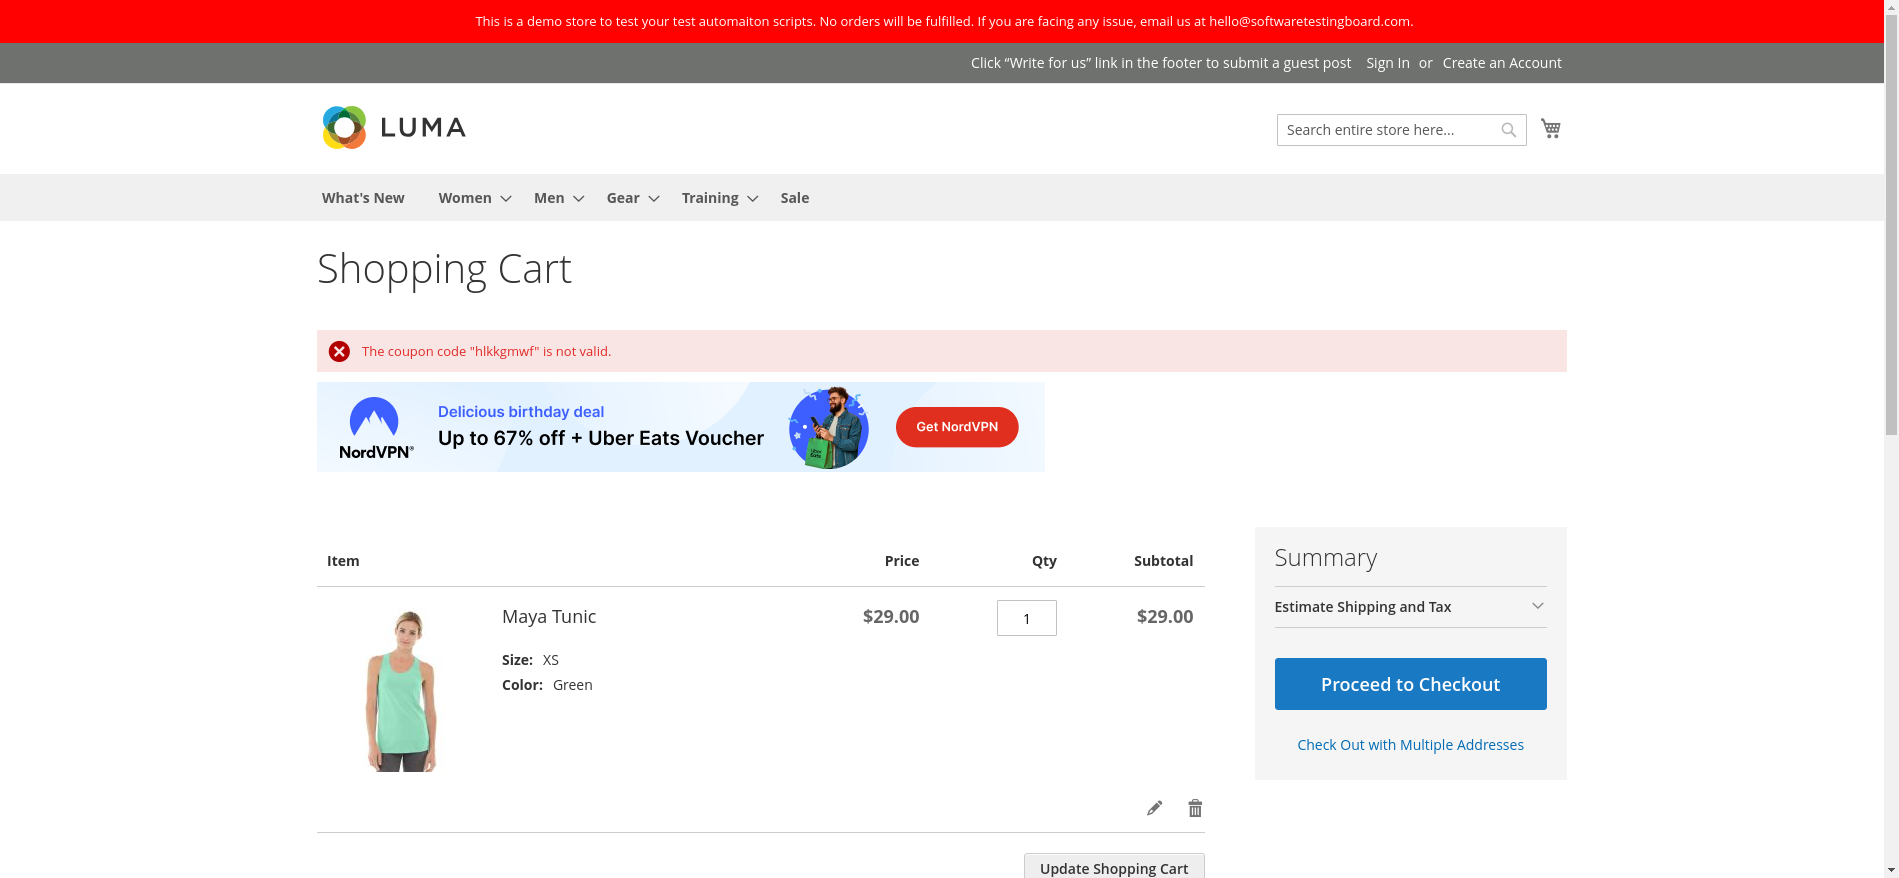 This is a demo store to test your test automaiton scripts. No orders will be fulfilled. If you are facing any issue, email us at hello@softwaretestingboard.com.
Click “Write for us” link in the footer to submit a guest post Sign In or Create an Account
LUMA
Search entire store here...
What's New Women Men Gear Training Sale
Shopping Cart
The coupon code "hlkkgmwf" is not valid.
NordVPN®
Delicious birthday deal
Up to 67% off + Uber Eats Voucher
Uber Eats
Get NordVPN
Item Price Qty Subtotal
Maya Tunic $29.00 1 $29.00
Size: XS
Color: Green
Update Shopping Cart
Summary
Estimate Shipping and Tax
Proceed to Checkout
Check Out with Multiple Addresses